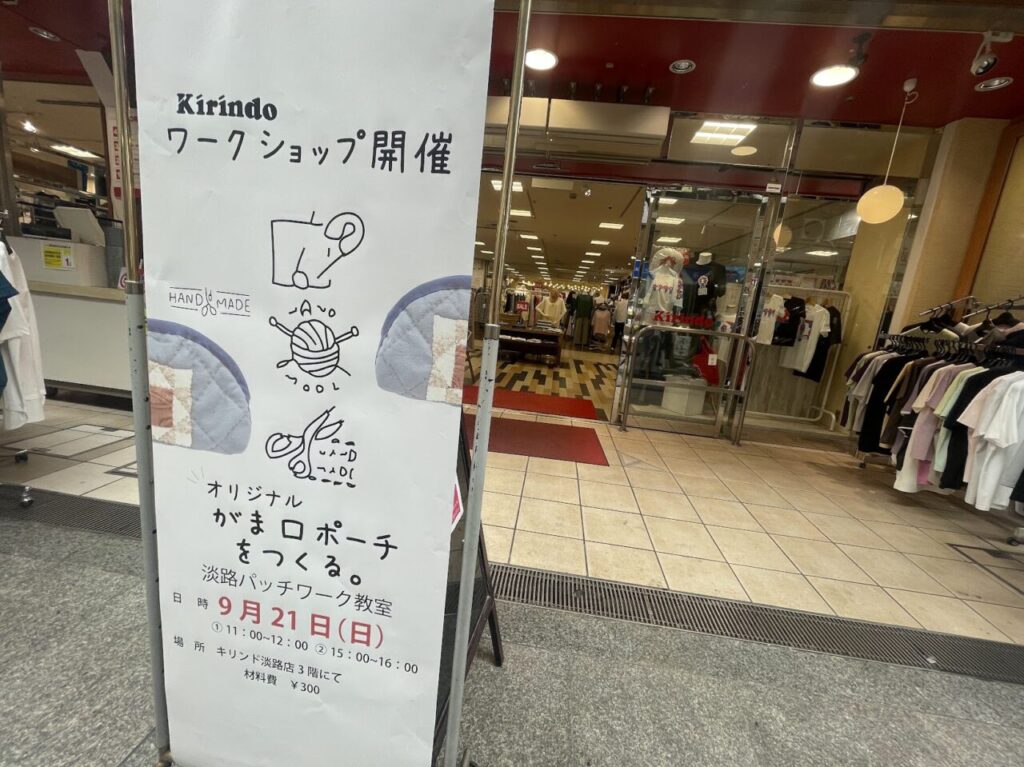 Kirindo
ワークショップ開催
HAND MADE
オリジナル
がま口ポーチ
をつくる。
淡路パッチワーク教室
日 時 9月21日(日)
①11:00~12:00 ②15:00~16:00
場 所 キリンド淡路店3階にて
材料費 ¥300
Kirindo
SALE